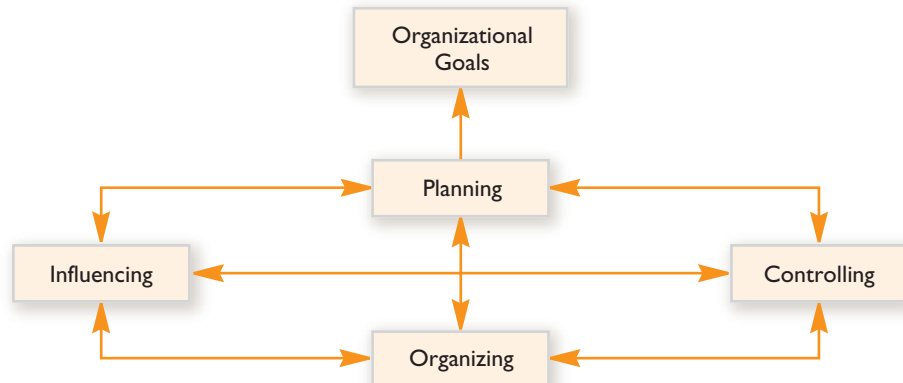 Organizational
Goals
Planning
Influencing
Controlling
Organizing